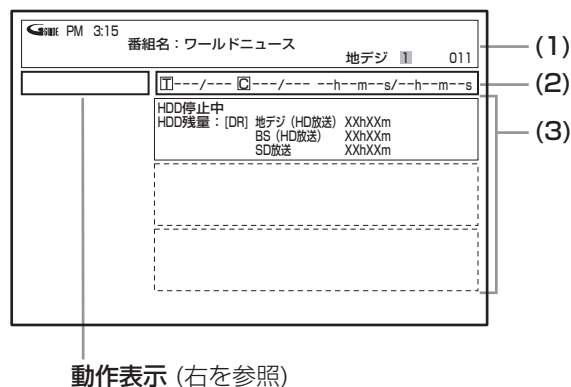 GGUIDE PM 3:15
番組名：ワールドニュース
地デジ 1 011
(1)
T---/--- C---/--- --h--m--s/--h--m--s
(2)
HDD停止中
HDD残量：[DR] 地デジ（HD放送） XXhXXm
BS（HD放送） XXhXXm
SD放送 XXhXXm
(3)
動作表示 (右を参照)